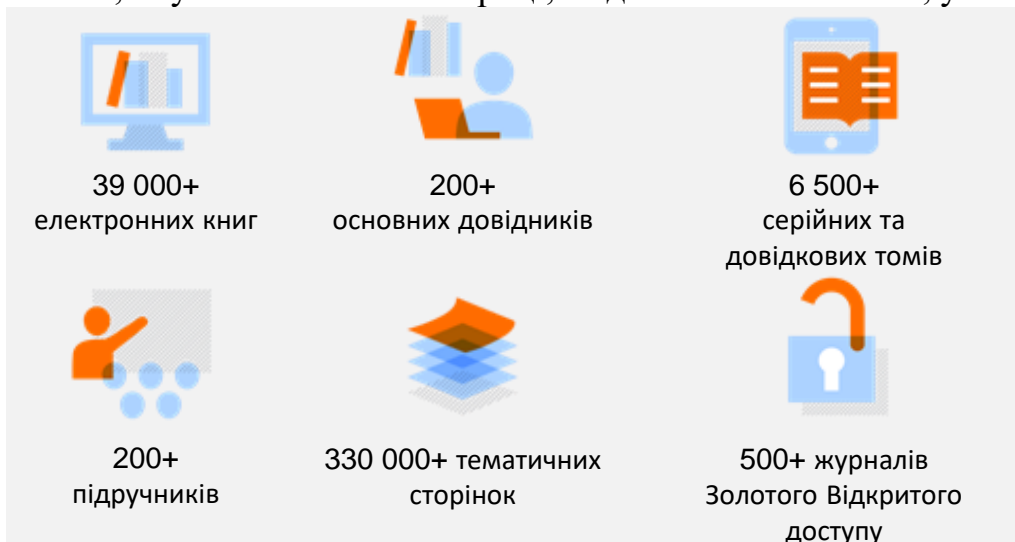 39 000+
електронних книг
200+
основних довідників
6 500+
серійних та
довідкових томів
200+
підручників
330 000+ тематичних
сторінок
500+ журналів
Золотого Відкритого
доступу